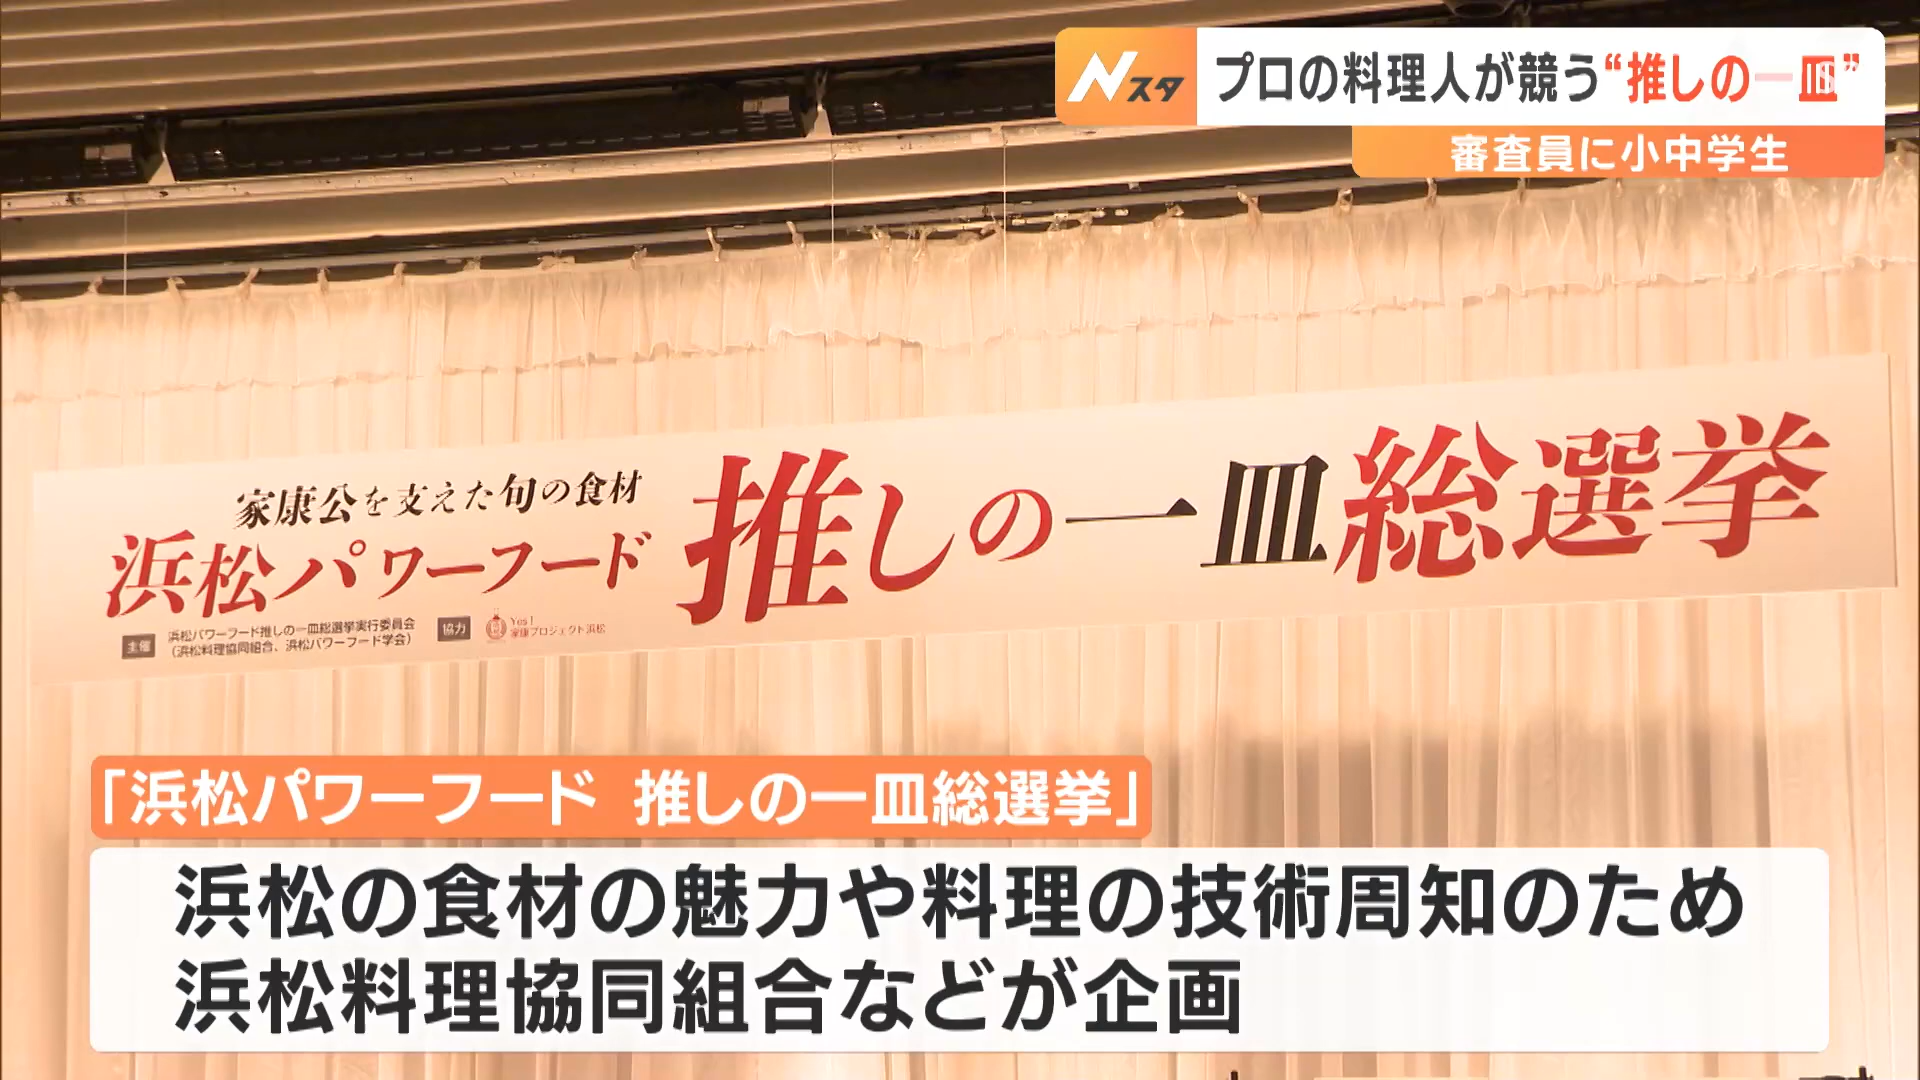 Nスタ
プロの料理人が競う“推しの一皿”
審査員に小中学生
家康公を支えた旬の食材
浜松パワーフード
推しの一皿総選挙
主催
浜松パワーフード推しの一皿総選挙実行委員会
（浜松料理協同組合、浜松パワーフード学会）
協力
Yes！
家康プロジェクト浜松
「浜松パワーフード 推しの一皿総選挙」
浜松の食材の魅力や料理の技術周知のため
浜松料理協同組合などが企画